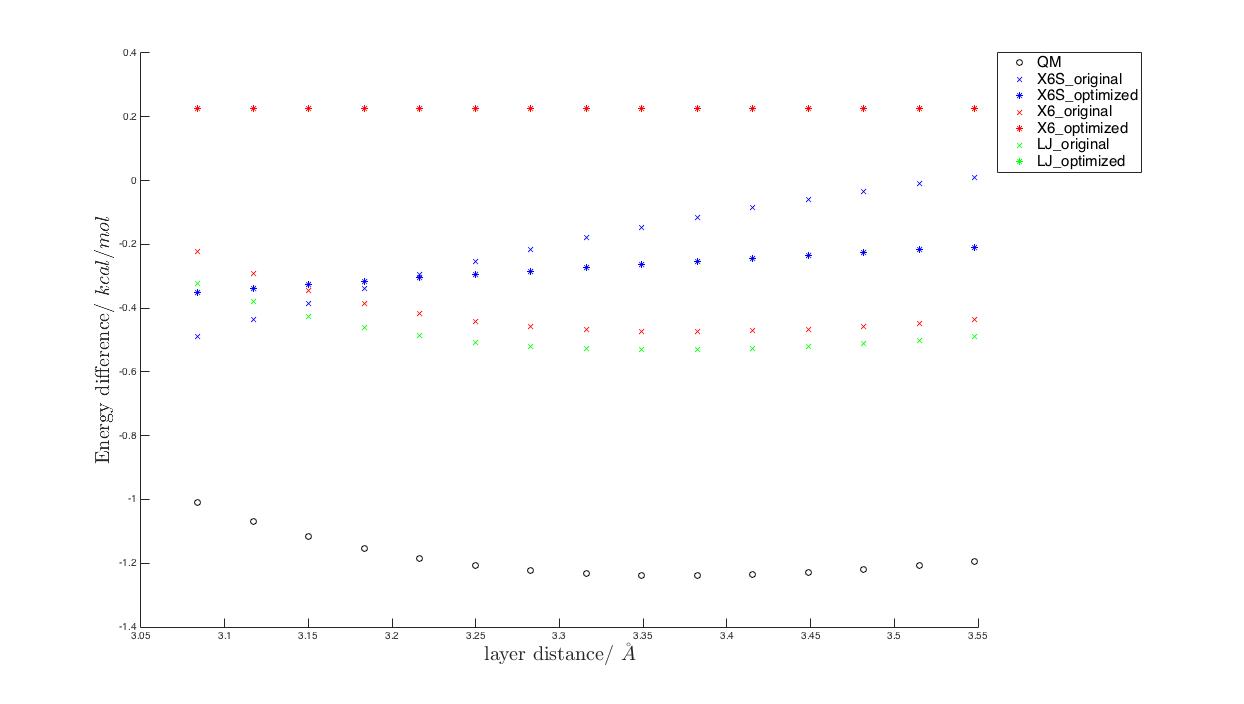 0.4
0.2
0
-0.2
-0.4
-0.6
-0.8
-1
-1.2
-1.4
Energy difference/ kcal/mol
3.05 3.1 3.15 3.2 3.25 3.3 3.35 3.4 3.45 3.5 3.55
layer distance/ Å
QM
X6S_original
X6S_optimized
X6_original
X6_optimized
LJ_original
LJ_optimized